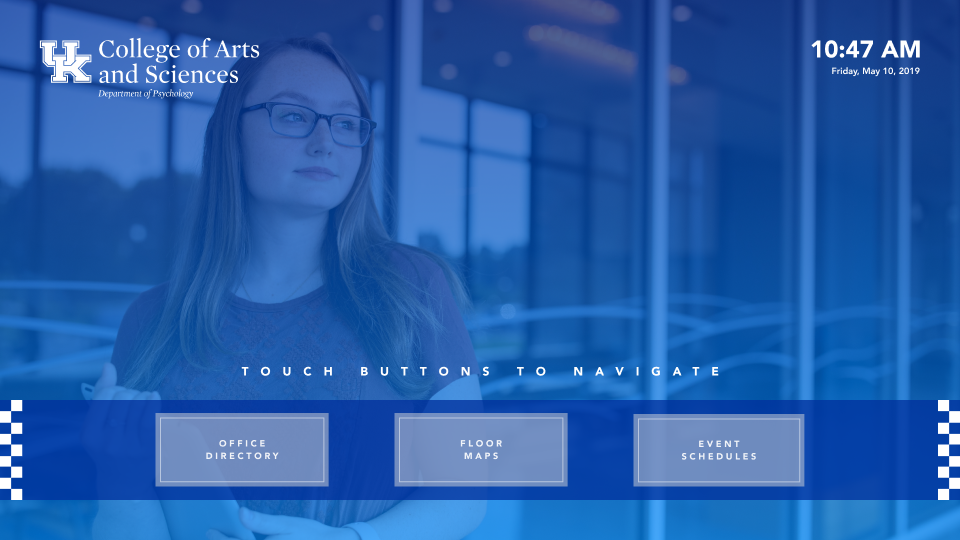 UK
College of Arts
and Sciences
Department of Psychology
10:47 AM
Friday, May 10, 2019
TOUCH BUTTONS TO NAVIGATE
OFFICE
DIRECTORY
FLOOR
MAPS
EVENT
SCHEDULES